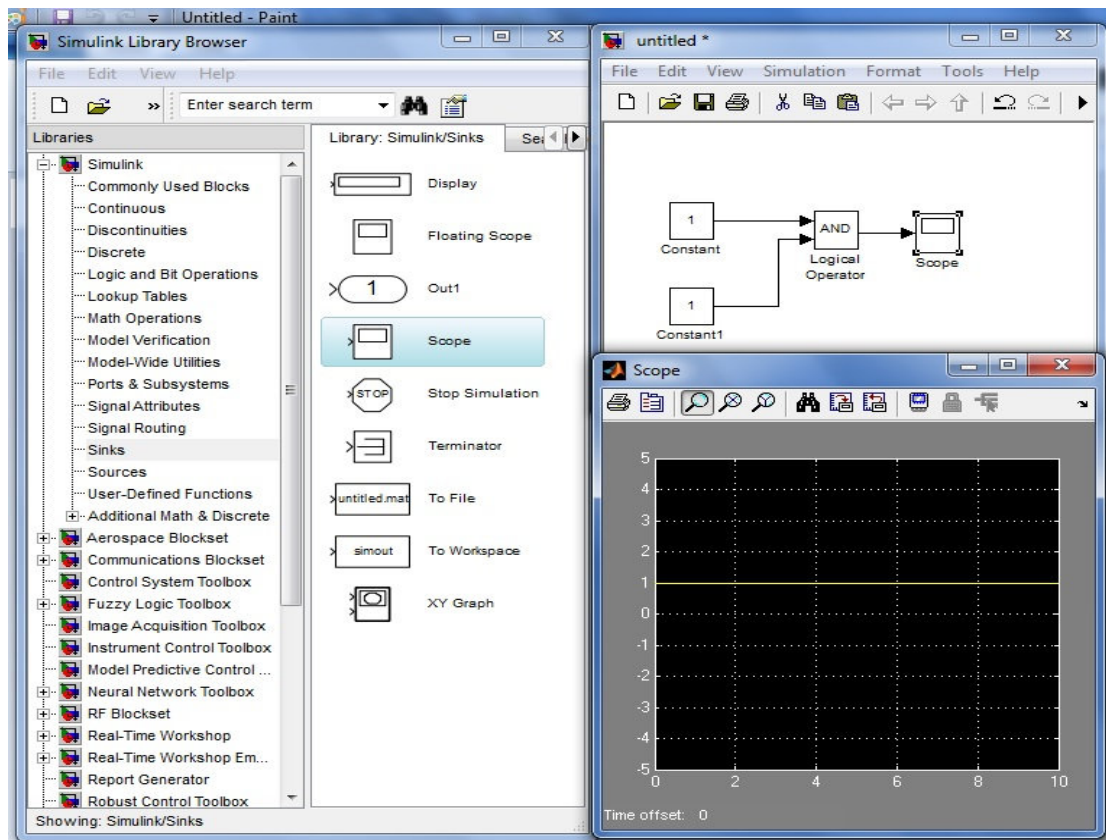 Untitled - Paint
Simulink Library Browser
File Edit View Help
Enter search term
Libraries
Simulink
Commonly Used Blocks
Continuous
Discontinuities
Discrete
Logic and Bit Operations
Lookup Tables
Math Operations
Model Verification
Model-Wide Utilities
Ports & Subsystems
Signal Attributes
Signal Routing
Sinks
Sources
User-Defined Functions
Additional Math & Discrete
Aerospace Blockset
Communications Blockset
Control System Toolbox
Fuzzy Logic Toolbox
Image Acquisition Toolbox
Instrument Control Toolbox
Model Predictive Control ...
Neural Network Toolbox
RF Blockset
Real-Time Workshop
Real-Time Workshop Em...
Report Generator
Robust Control Toolbox
Showing: Simulink/Sinks
Library: Simulink/Sinks
Display
Floating Scope
1 Out1
Scope
STOP Stop Simulation
Terminator
untitled.mat To File
simout To Workspace
XY Graph
untitled *
File Edit View Simulation Format Tools Help
1
Constant
AND
Logical
Operator
Scope
1
Constant1
Scope
5
4
3
2
1
0
-1
-2
-3
-4
-5
0 2 4 6 8 10
Time offset: 0